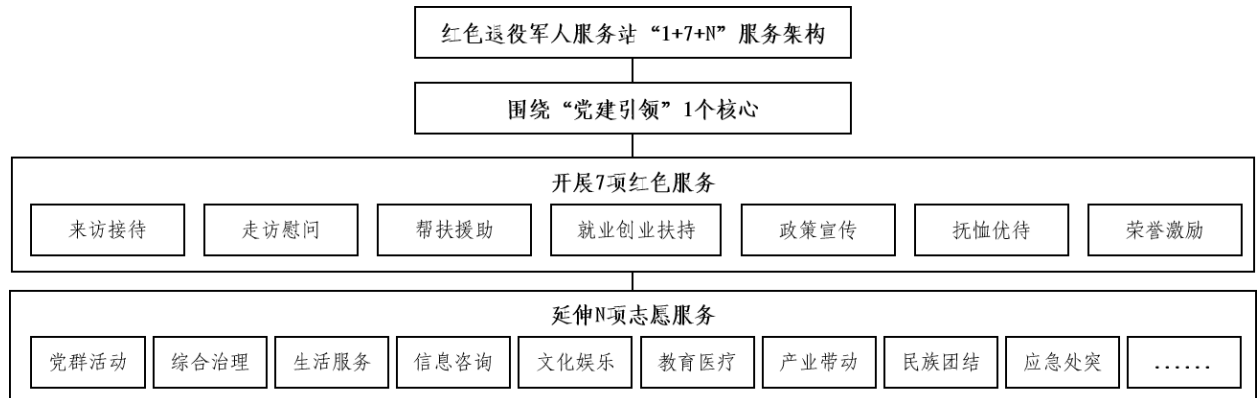 红色退役军人服务站“1+7+N”服务架构
围绕“党建引领”1个核心
开展7项红色服务
来访接待 走访慰问 帮扶援助 就业创业扶持 政策宣传 抚恤优待 荣誉激励
延伸N项志愿服务
党群活动 综合治理 生活服务 信息咨询 文化娱乐 教育医疗 产业带动 民族团结 应急处突 ......